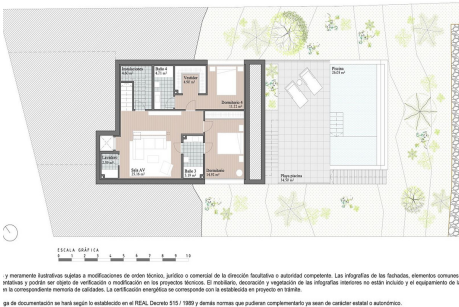 Instalaciones
Baño 4
Vestidor
Dormitorio 4
Piscina
Lavadero
Sala AV
Baño 3
Dormitorio
Playa piscina
ESCALA GRÁFICA
0 1 2 3 4 5 6 7 8 9 10
y meramente ilustrativas sujetas a modificaciones de orden técnico, jurídico o comercial de la dirección facultativa o autoridad competente. Las infografías de las fachadas, elementos comunes
entativas y podrán ser objeto de verificación o modificación en los proyectos técnicos. El mobiliario, decoración y vegetación de las infografías interiores no están incluido y el equipamiento de l
n la correspondiente memoria de calidades. La certificación energética se corresponde con la establecida en proyecto en trámite.
ga de documentación se hará según lo establecido en el REAL Decreto 515 / 1989 y demás normas que pudieran complementarlo ya sean de carácter estatal o autonómico.